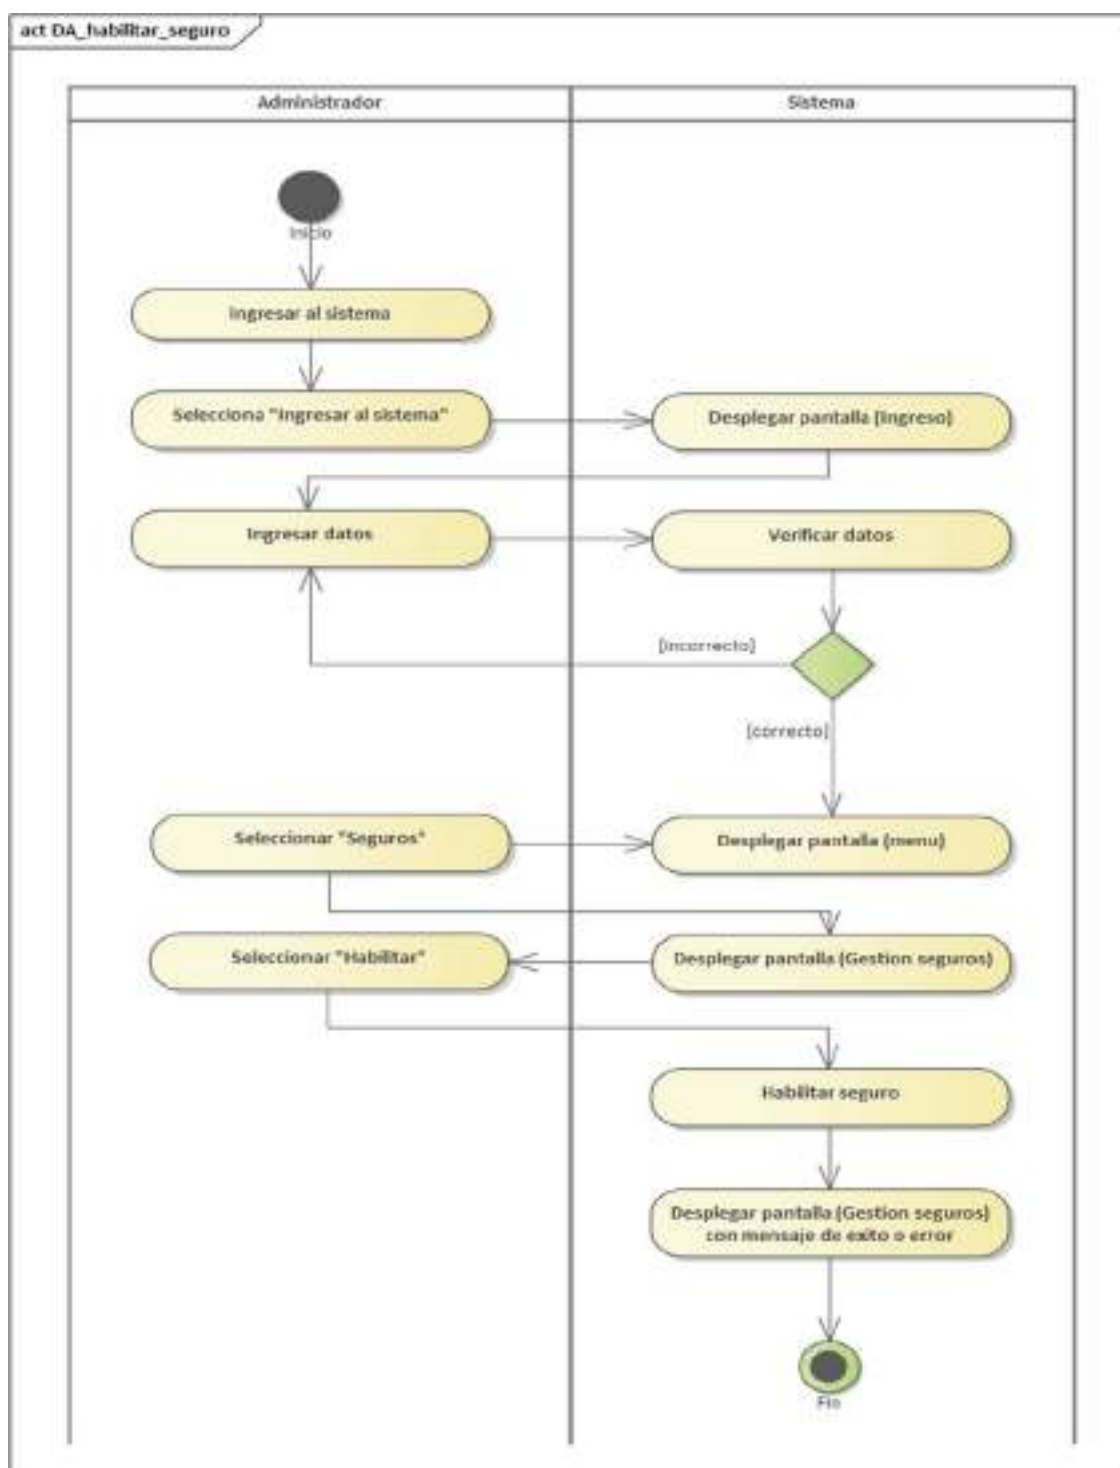 act DA_habilitar_seguro
Administrador
Sistema
Inicio
Ingresar al sistema
Selecciona "Ingresar al sistema"
Desplegar pantalla (Ingreso)
Ingresar datos
Verificar datos
[incorrecto]
[correcto]
Seleccionar "Seguros"
Desplegar pantalla (menu)
Seleccionar "Habilitar"
Desplegar pantalla (Gestion seguros)
Habilitar seguro
Desplegar pantalla (Gestion seguros)
con mensaje de exito o error
Fin